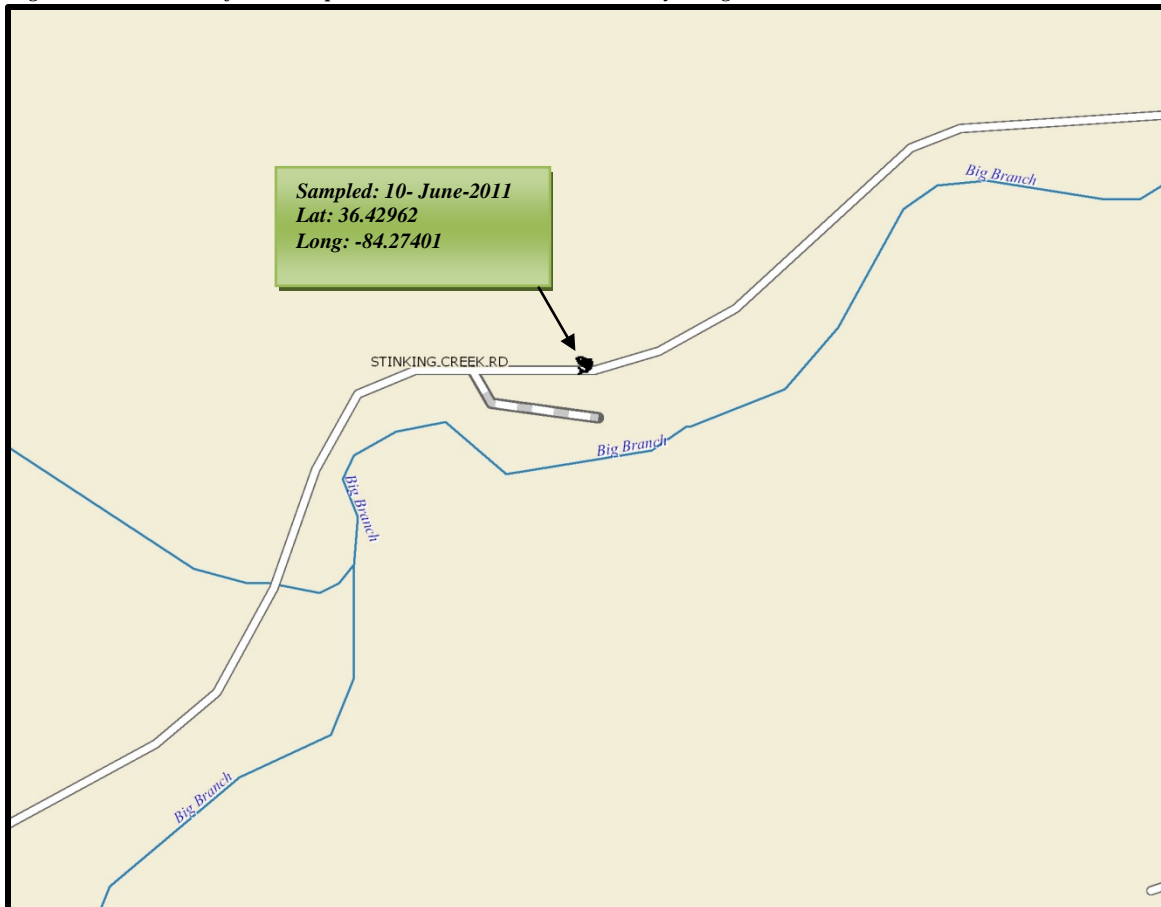 Big Branch
Sampled: 10- June-2011
Lat: 36.42962
Long: -84.27401
STINKING CREEK RD
Big Branch
Big Branch
Big Branch